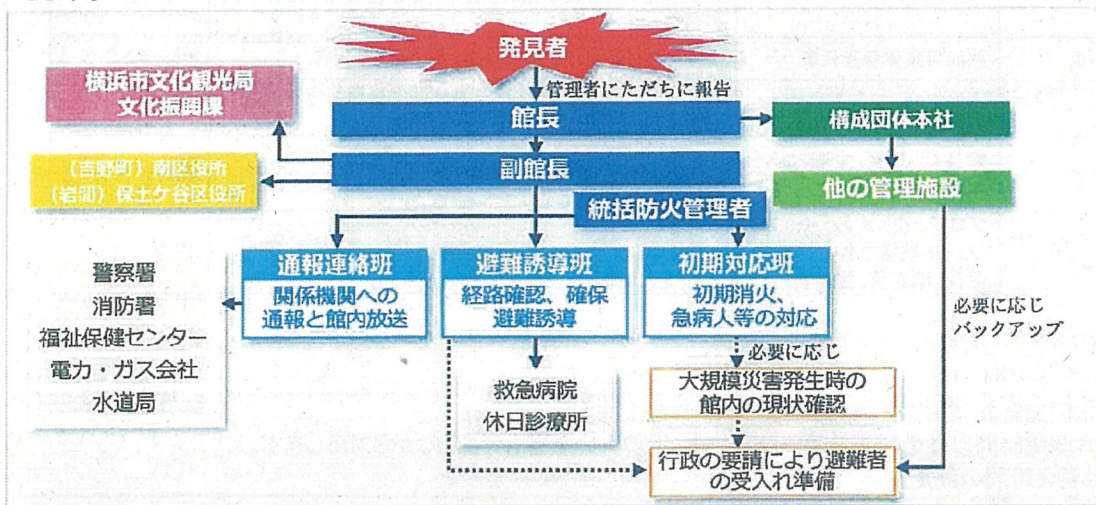 発見者
管理者にただちに報告
横浜市文化観光局
文化振興課
館長
構成団体本社
副館長
(吉野町)南区役所
(岩間)保土ケ谷区役所
他の管理施設
統括防火管理者
通報連絡班
関係機関への
通報と館内放送
避難誘導班
経路確認、確保
避難誘導
初期対応班
初期消火、
急病人等の対応
警察署
消防署
福祉保健センター
電力・ガス会社
水道局
必要に応じ
バックアップ
救急病院
休日診療所
必要に応じ
大規模災害発生時の
館内の現状確認
行政の要請により避難者
の受入れ準備